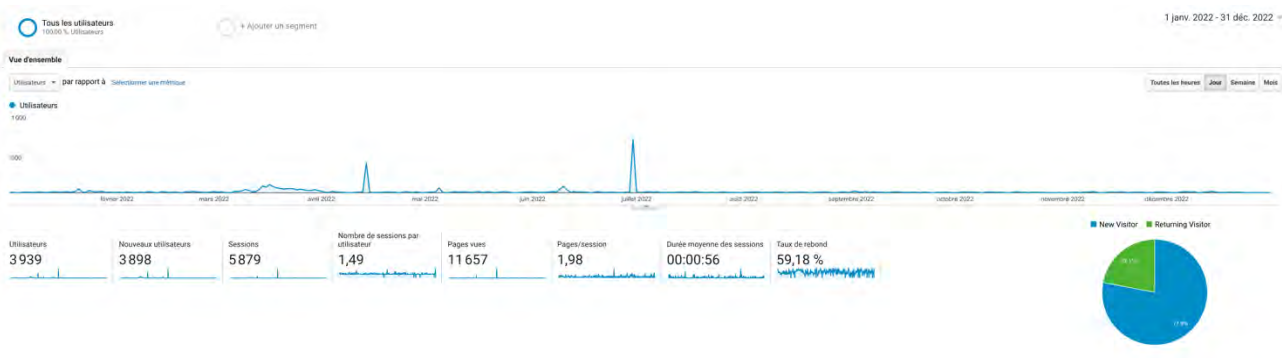 Tous les utilisateurs
100,00 % Utilisateurs
+ Ajouter un segment
1 janv. 2022 - 31 déc. 2022
Vue d'ensemble
Utilisateurs par rapport à Sélectionner une métrique
Toutes les heures Jour Semaine Mois
Utilisateurs
février 2022 mars 2022 avril 2022 mai 2022 juin 2022 juillet 2022 août 2022 septembre 2022 octobre 2022 novembre 2022 décembre 2022
New Visitor Returning Visitor
Utilisateurs
3 939
Nouveaux utilisateurs
3 898
Sessions
5 879
Nombre de sessions par
utilisateur
1,49
Pages vues
11 657
Pages/session
1,98
Durée moyenne des sessions
00:00:56
Taux de rebond
59,18 %